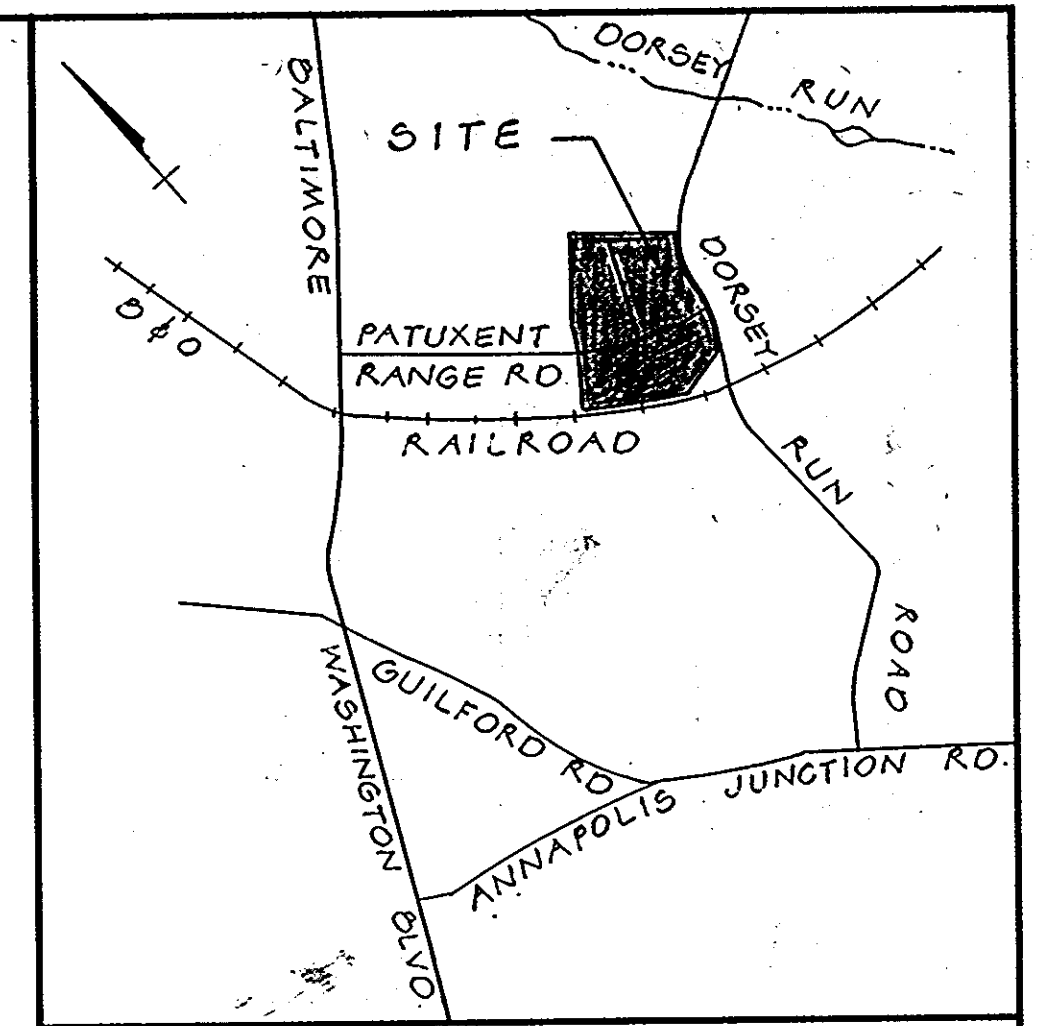 DORSEY
RUN
BALTIMORE
SITE
DORSEY
B & O
PATUXENT
RANGE RD.
RAILROAD
RUN
ROAD
WASHINGTON
GUILFORD RD
ANNAPOLIS
JUNCTION RD.
BLVD.